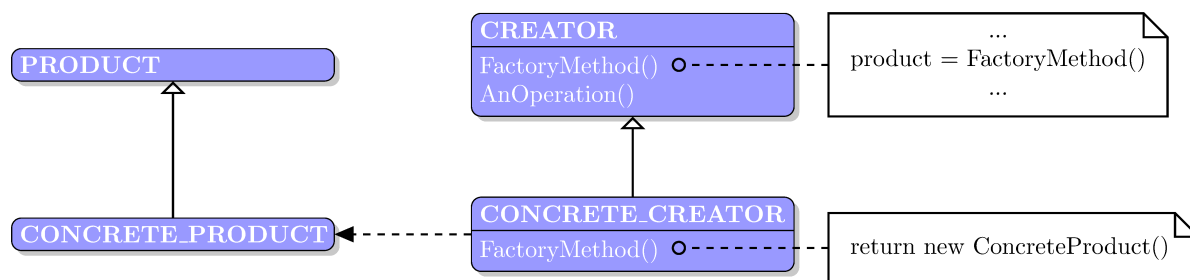 PRODUCT
CREATOR
FactoryMethod()
AnOperation()
...
product = FactoryMethod()
...
CONCRETE_PRODUCT
CONCRETE_CREATOR
FactoryMethod()
return new ConcreteProduct()